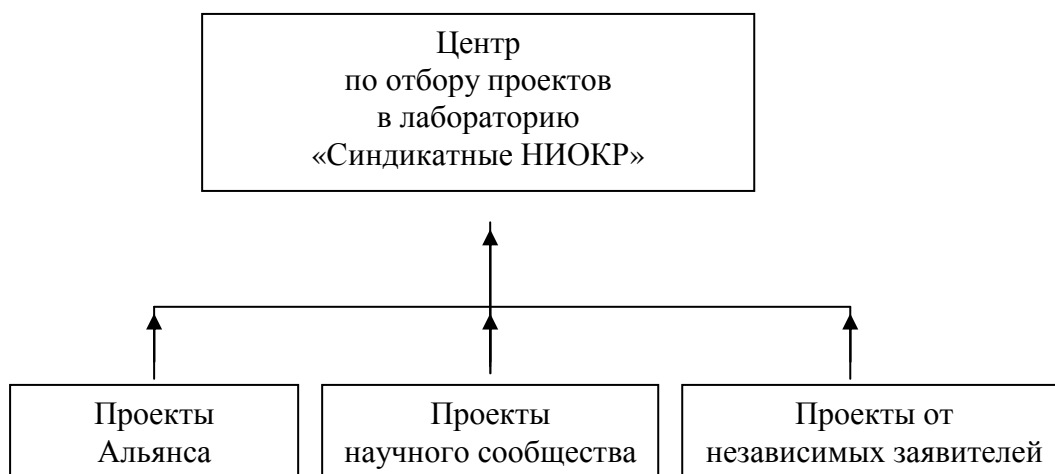 Центр
по отбору проектов
в лабораторию
«Синдикатные НИОКР»
Проекты
Альянса
Проекты
научного сообщества
Проекты от
независимых заявителей